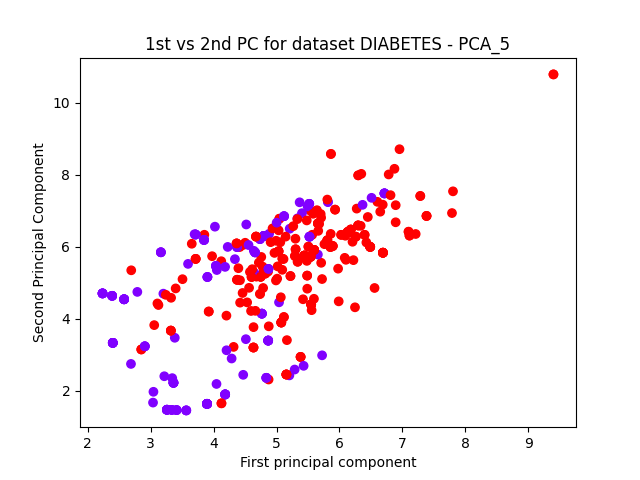 1st vs 2nd PC for dataset DIABETES - PCA_5
10
8
6
4
2
Second Principal Component
2 3 4 5 6 7 8 9
First principal component